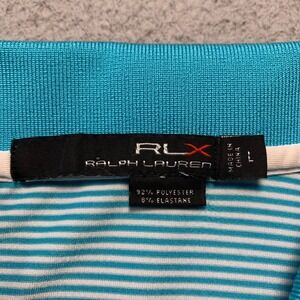 RLX
RALPH LAUREN
MADE IN
CHINA
L
92% POLYESTER
8% ELASTANE